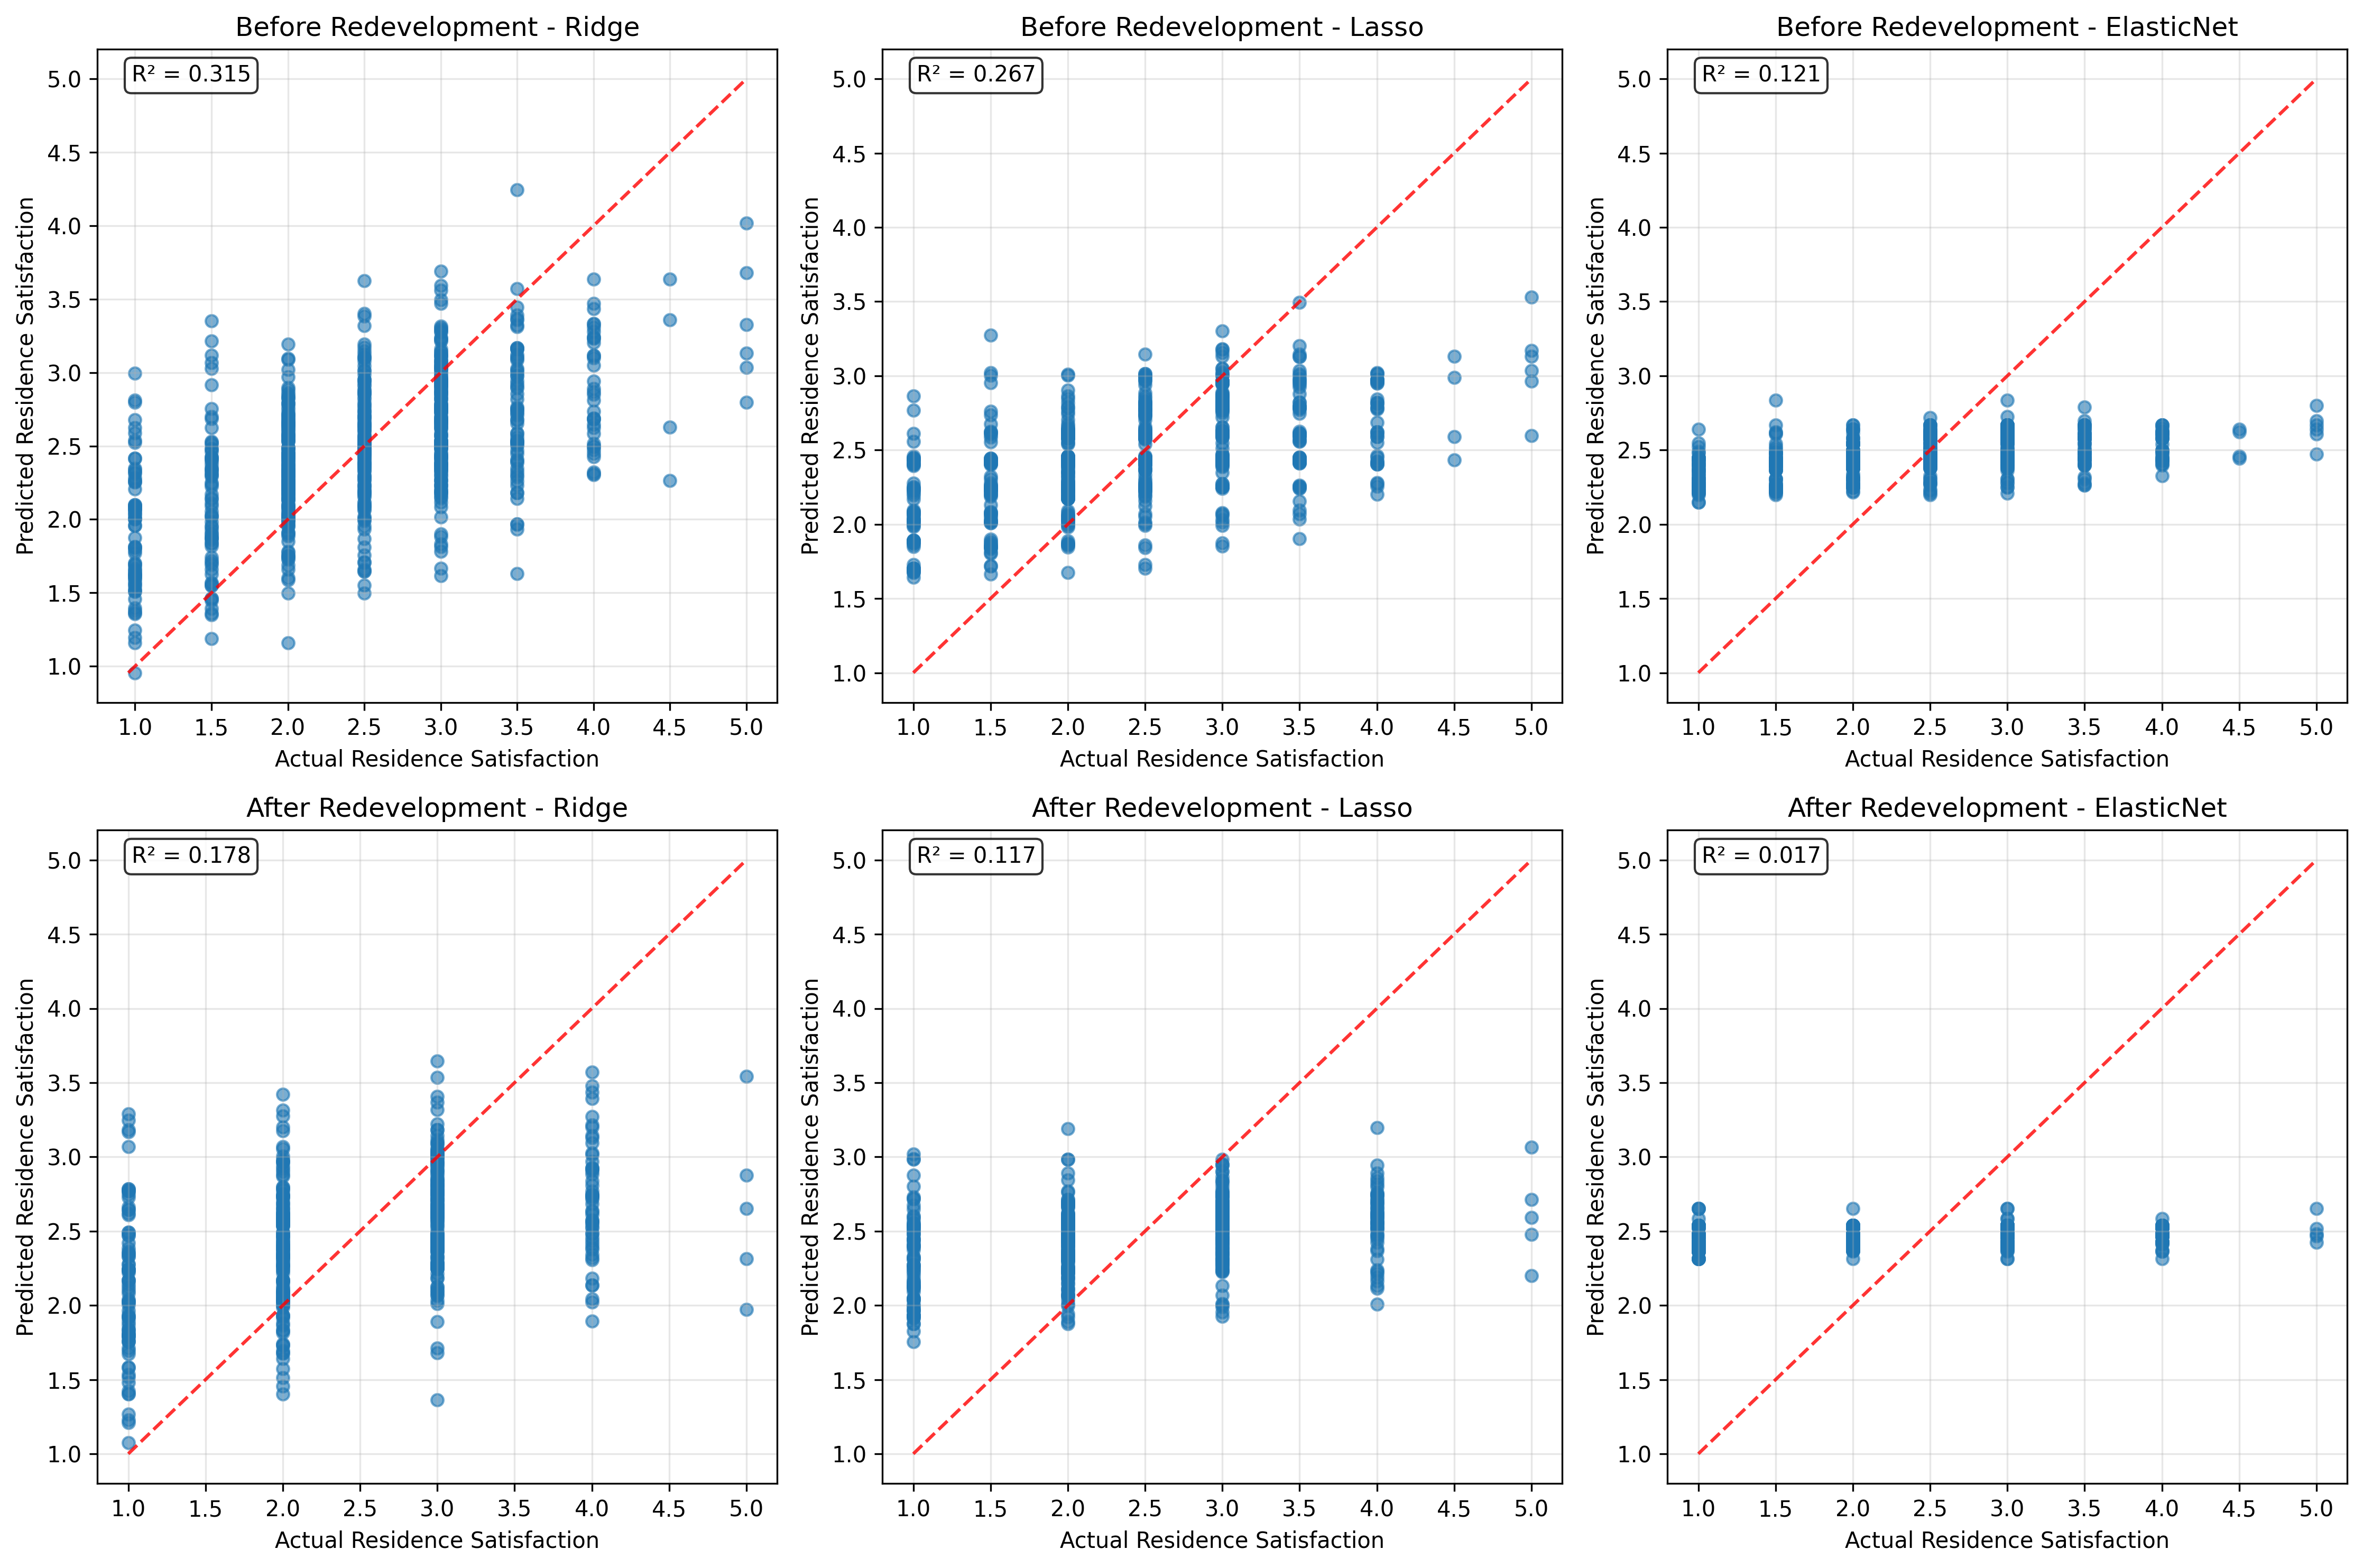 Before Redevelopment - Ridge
R² = 0.315
5.0
4.5
4.0
3.5
3.0
2.5
2.0
1.5
1.0
Predicted Residence Satisfaction
1.0 1.5 2.0 2.5 3.0 3.5 4.0 4.5 5.0
Actual Residence Satisfaction
Before Redevelopment - Lasso
R² = 0.267
5.0
4.5
4.0
3.5
3.0
2.5
2.0
1.5
1.0
Predicted Residence Satisfaction
1.0 1.5 2.0 2.5 3.0 3.5 4.0 4.5 5.0
Actual Residence Satisfaction
Before Redevelopment - ElasticNet
R² = 0.121
5.0
4.5
4.0
3.5
3.0
2.5
2.0
1.5
1.0
Predicted Residence Satisfaction
1.0 1.5 2.0 2.5 3.0 3.5 4.0 4.5 5.0
Actual Residence Satisfaction
After Redevelopment - Ridge
R² = 0.178
5.0
4.5
4.0
3.5
3.0
2.5
2.0
1.5
1.0
Predicted Residence Satisfaction
1.0 1.5 2.0 2.5 3.0 3.5 4.0 4.5 5.0
Actual Residence Satisfaction
After Redevelopment - Lasso
R² = 0.117
5.0
4.5
4.0
3.5
3.0
2.5
2.0
1.5
1.0
Predicted Residence Satisfaction
1.0 1.5 2.0 2.5 3.0 3.5 4.0 4.5 5.0
Actual Residence Satisfaction
After Redevelopment - ElasticNet
R² = 0.017
5.0
4.5
4.0
3.5
3.0
2.5
2.0
1.5
1.0
Predicted Residence Satisfaction
1.0 1.5 2.0 2.5 3.0 3.5 4.0 4.5 5.0
Actual Residence Satisfaction